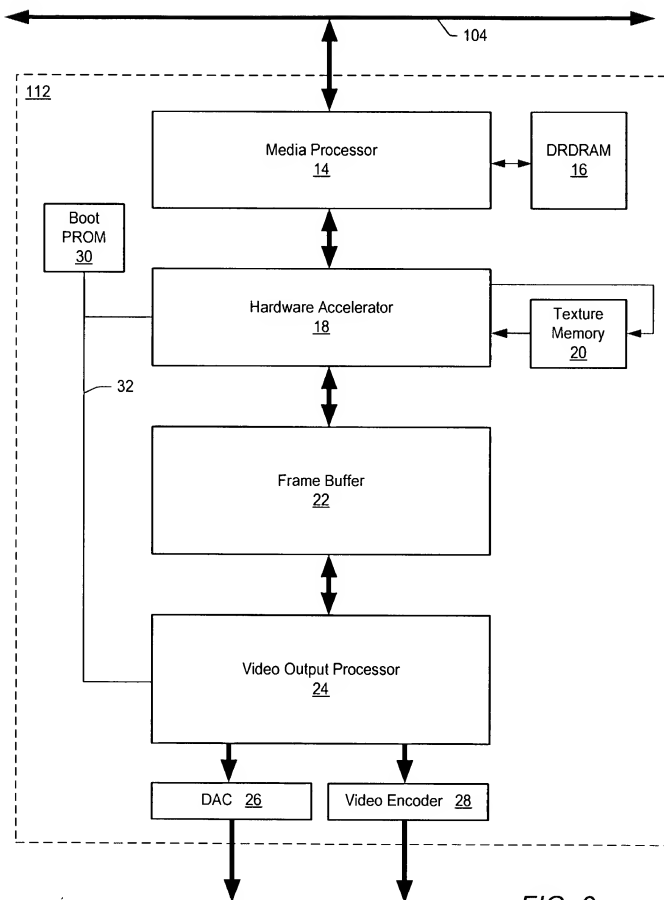 104
112
Media Processor
14
DRDRAM
16
Boot
PROM
30
Hardware Accelerator
18
Texture
Memory
20
32
Frame Buffer
22
Video Output Processor
24
DAC 26
Video Encoder 28